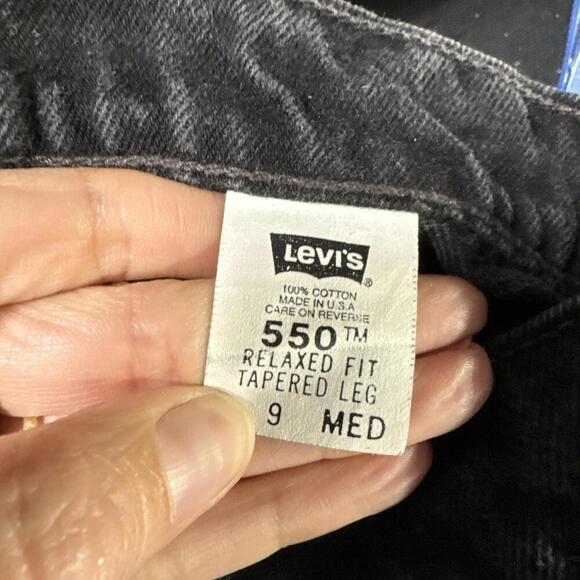 Levi's
®
100% COTTON
MADE IN U.S.A
CARE ON REVERSE
550™
RELAXED FIT
TAPERED LEG
9 MED